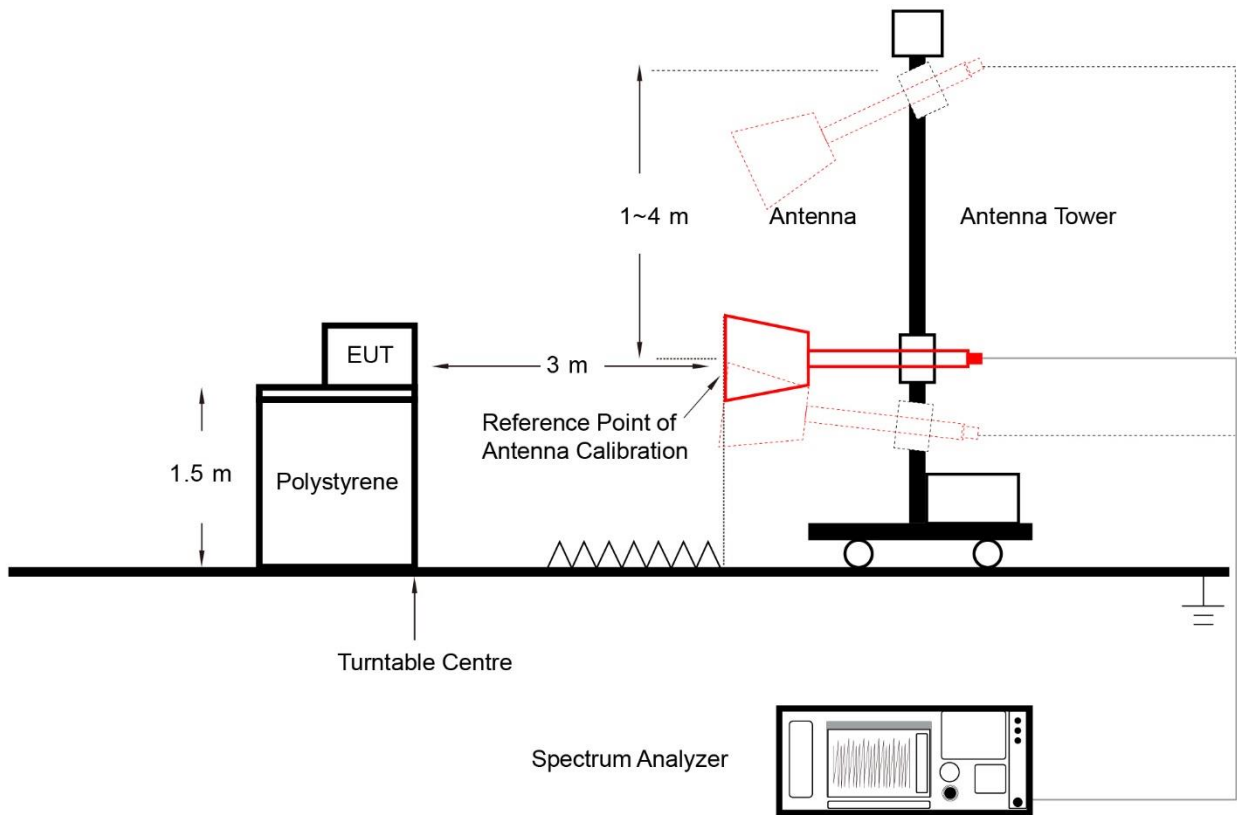 1~4 m
Antenna
Antenna Tower
EUT
3 m
Reference Point of
Antenna Calibration
1.5 m
Polystyrene
Turntable Centre
Spectrum Analyzer